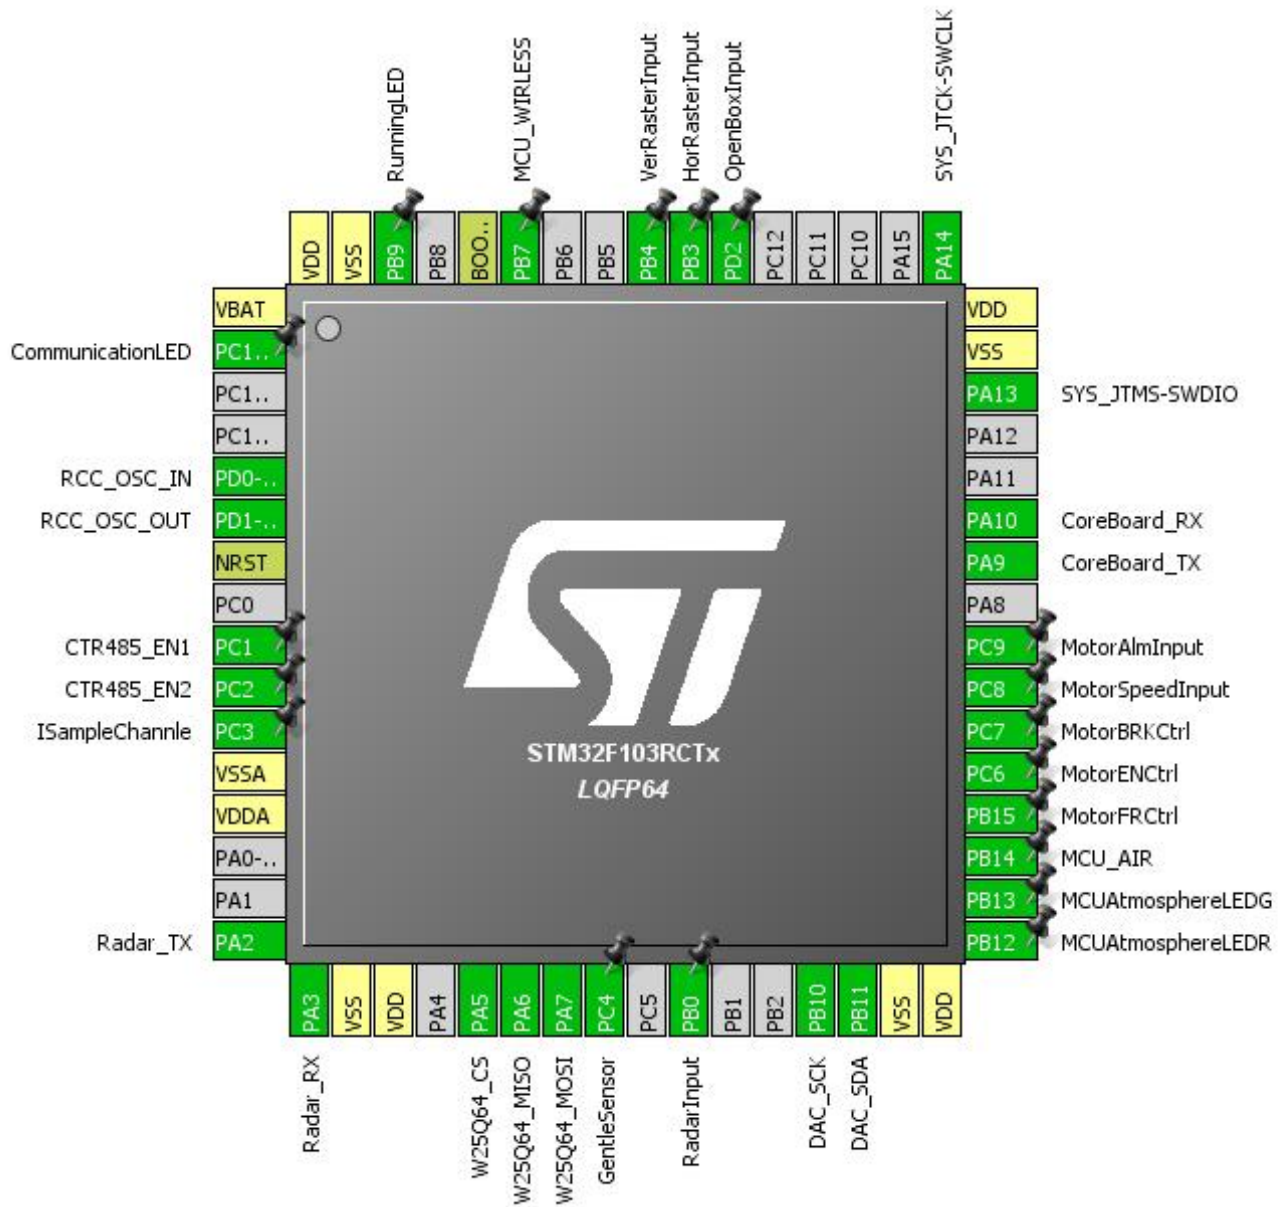 RunningLED
MCU_WIRLESS
VerRasterInput
HorRasterInput
OpenBoxInput
SYS_JTCK-SWCLK
VDD
VSS
PB9
PB8
BOO..
PB7
PB6
PB5
PB4
PB3
PD2
PC12
PC11
PC10
PA15
PA14
VBAT
CommunicationLED PC1..
PC1..
PC1..
RCC_OSC_IN PD0-..
RCC_OSC_OUT PD1-..
NRST
PC0
CTR485_EN1 PC1
CTR485_EN2 PC2
ISampleChannle PC3
VSSA
VDDA
PA0-..
PA1
Radar_TX PA2
ST
STM32F103RCTx
LQFP64
VDD
VSS
PA13 SYS_JTMS-SWDIO
PA12
PA11
PA10 CoreBoard_RX
PA9 CoreBoard_TX
PA8
PC9 MotorAlmInput
PC8 MotorSpeedInput
PC7 MotorBRKCtrl
PC6 MotorENCtrl
PB15 MotorFRCtrl
PB14 MCU_AIR
PB13 MCUAtmosphereLEDG
PB12 MCUAtmosphereLEDR
PA3
VSS
VDD
PA4
PA5
PA6
PA7
PC4
PC5
PB0
PB1
PB2
PB10
PB11
VSS
VDD
Radar_RX
W25Q64_CS
W25Q64_MISO
W25Q64_MOSI
GentleSensor
RadarInput
DAC_SCK
DAC_SDA